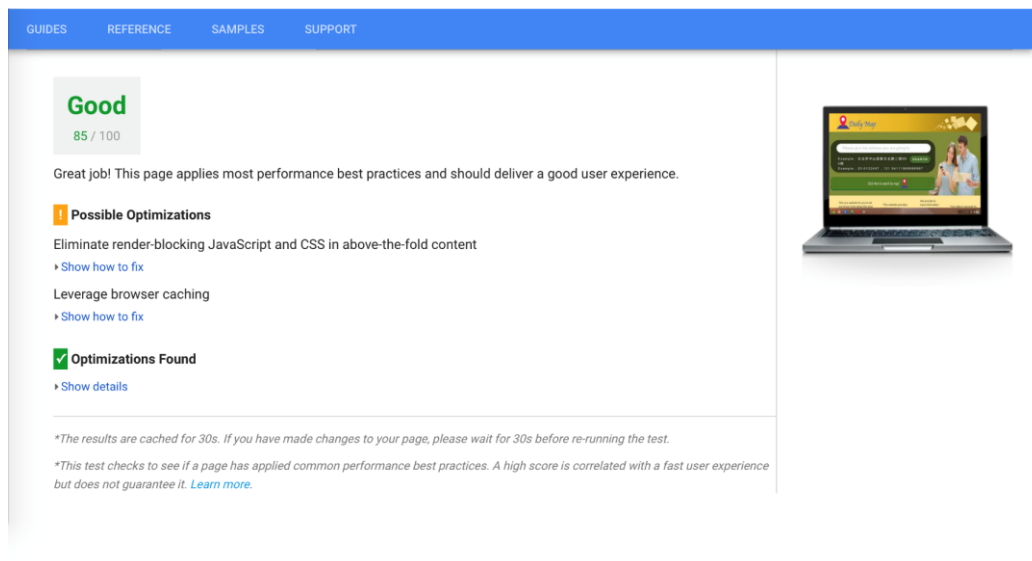 GUIDES REFERENCE SAMPLES SUPPORT
Good
85 / 100
Great job! This page applies most performance best practices and should deliver a good user experience.
! Possible Optimizations
Eliminate render-blocking JavaScript and CSS in above-the-fold content
Show how to fix
Leverage browser caching
Show how to fix
✓ Optimizations Found
Show details
*The results are cached for 30s. If you have made changes to your page, please wait for 30s before re-running the test.
*This test checks to see if a page has applied common performance best practices. A high score is correlated with a fast user experience
but does not guarantee it. Learn more.
Daily Map